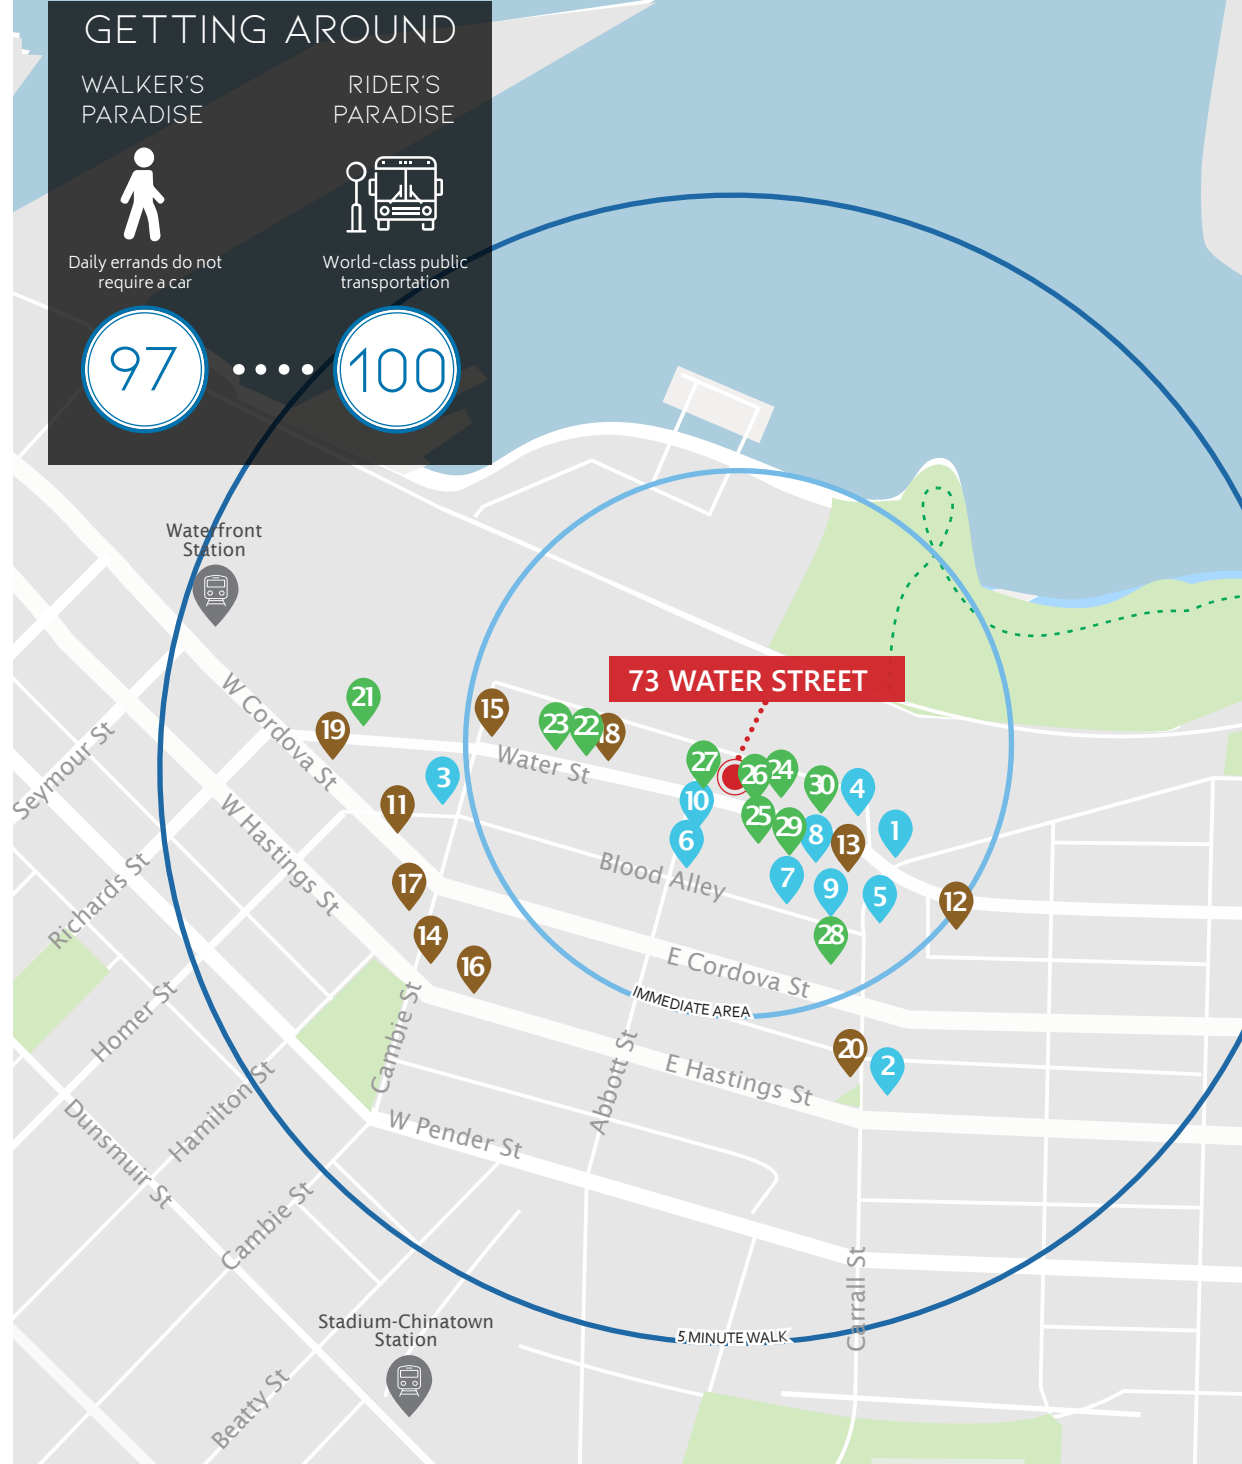 GETTING AROUND
WALKER'S
PARADISE
Daily errands do not
require a car
97
RIDER'S
PARADISE
World-class public
transportation
100
Waterfront
Station
73 WATER STREET
21
19
15
23
22
18
3
11
27
26
24
30
4
10
25
29
8
13
1
6
7
9
5
12
17
14
16
28
20
2
W Cordova St
Water St
Seymour St
W Hastings St
Blood Alley
Richards St
E Cordova St
IMMEDIATE AREA
Homer St
Cambie St
Abbott St
E Hastings St
Hamilton St
Dunsmuir St
W Pender St
Cambie St
Carrall St
5 MINUTE WALK
Stadium-Chinatown
Station
Beatty St